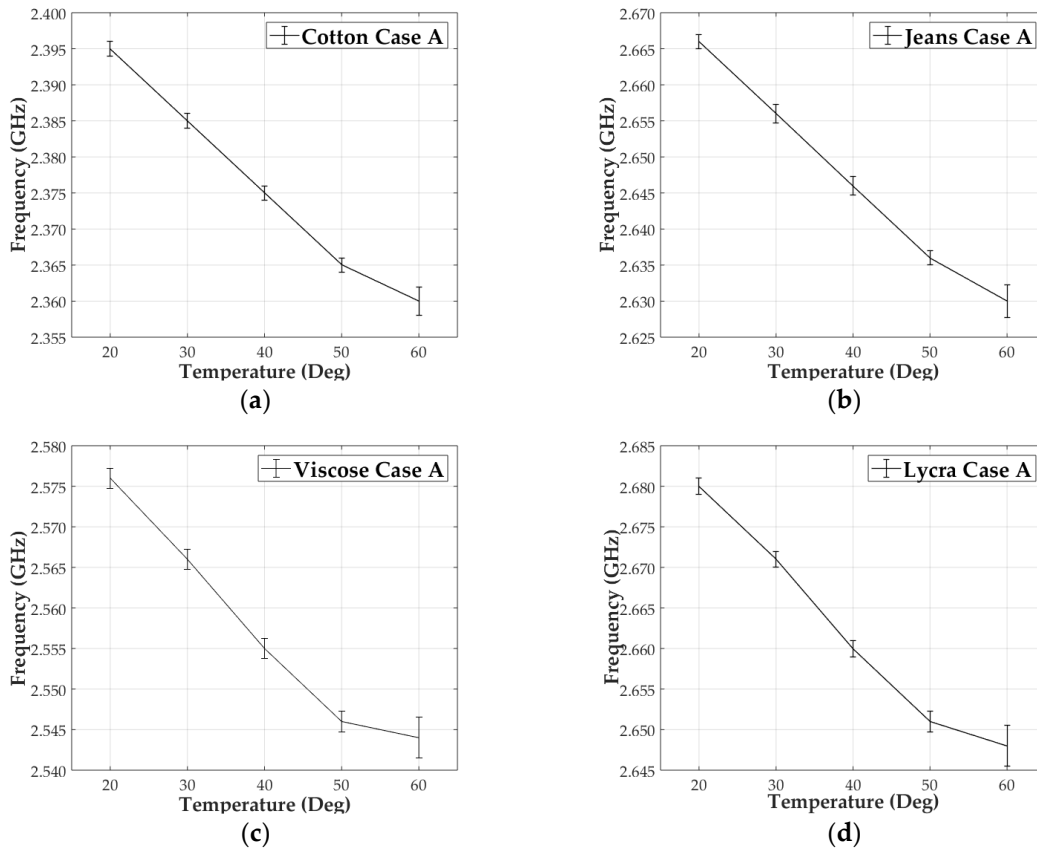 Cotton Case A
2.400
2.395
2.390
2.385
2.380
2.375
2.370
2.365
2.360
2.355
Frequency (GHz)
20 30 40 50 60
Temperature (Deg)
(a)
Jeans Case A
2.670
2.665
2.660
2.655
2.650
2.645
2.640
2.635
2.630
2.625
Frequency (GHz)
20 30 40 50 60
Temperature (Deg)
(b)
Viscose Case A
2.580
2.575
2.570
2.565
2.560
2.555
2.550
2.545
2.540
Frequency (GHz)
20 30 40 50 60
Temperature (Deg)
(c)
Lycra Case A
2.685
2.680
2.675
2.670
2.665
2.660
2.655
2.650
2.645
Frequency (GHz)
20 30 40 50 60
Temperature (Deg)
(d)